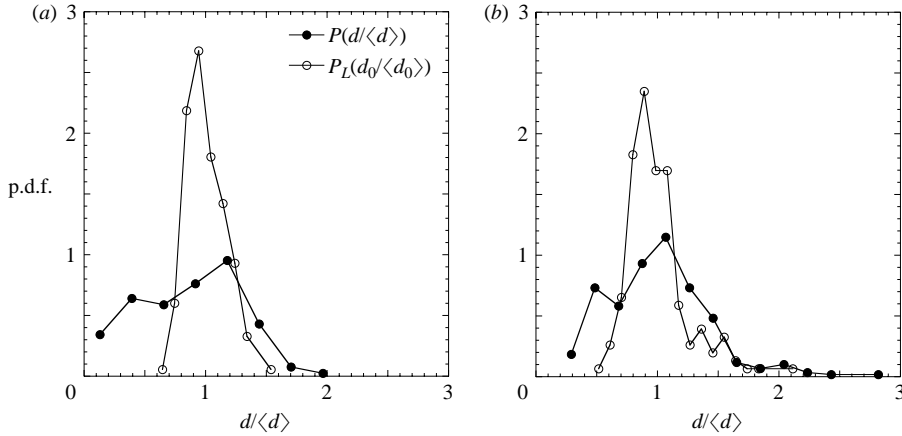 (a)
3
2
1
0
1
2
3
p.d.f.
d/⟨d⟩
P(d/⟨d⟩)
P_L(d_0/⟨d_0⟩)
(b)
3
2
1
0
1
2
3
d/⟨d⟩